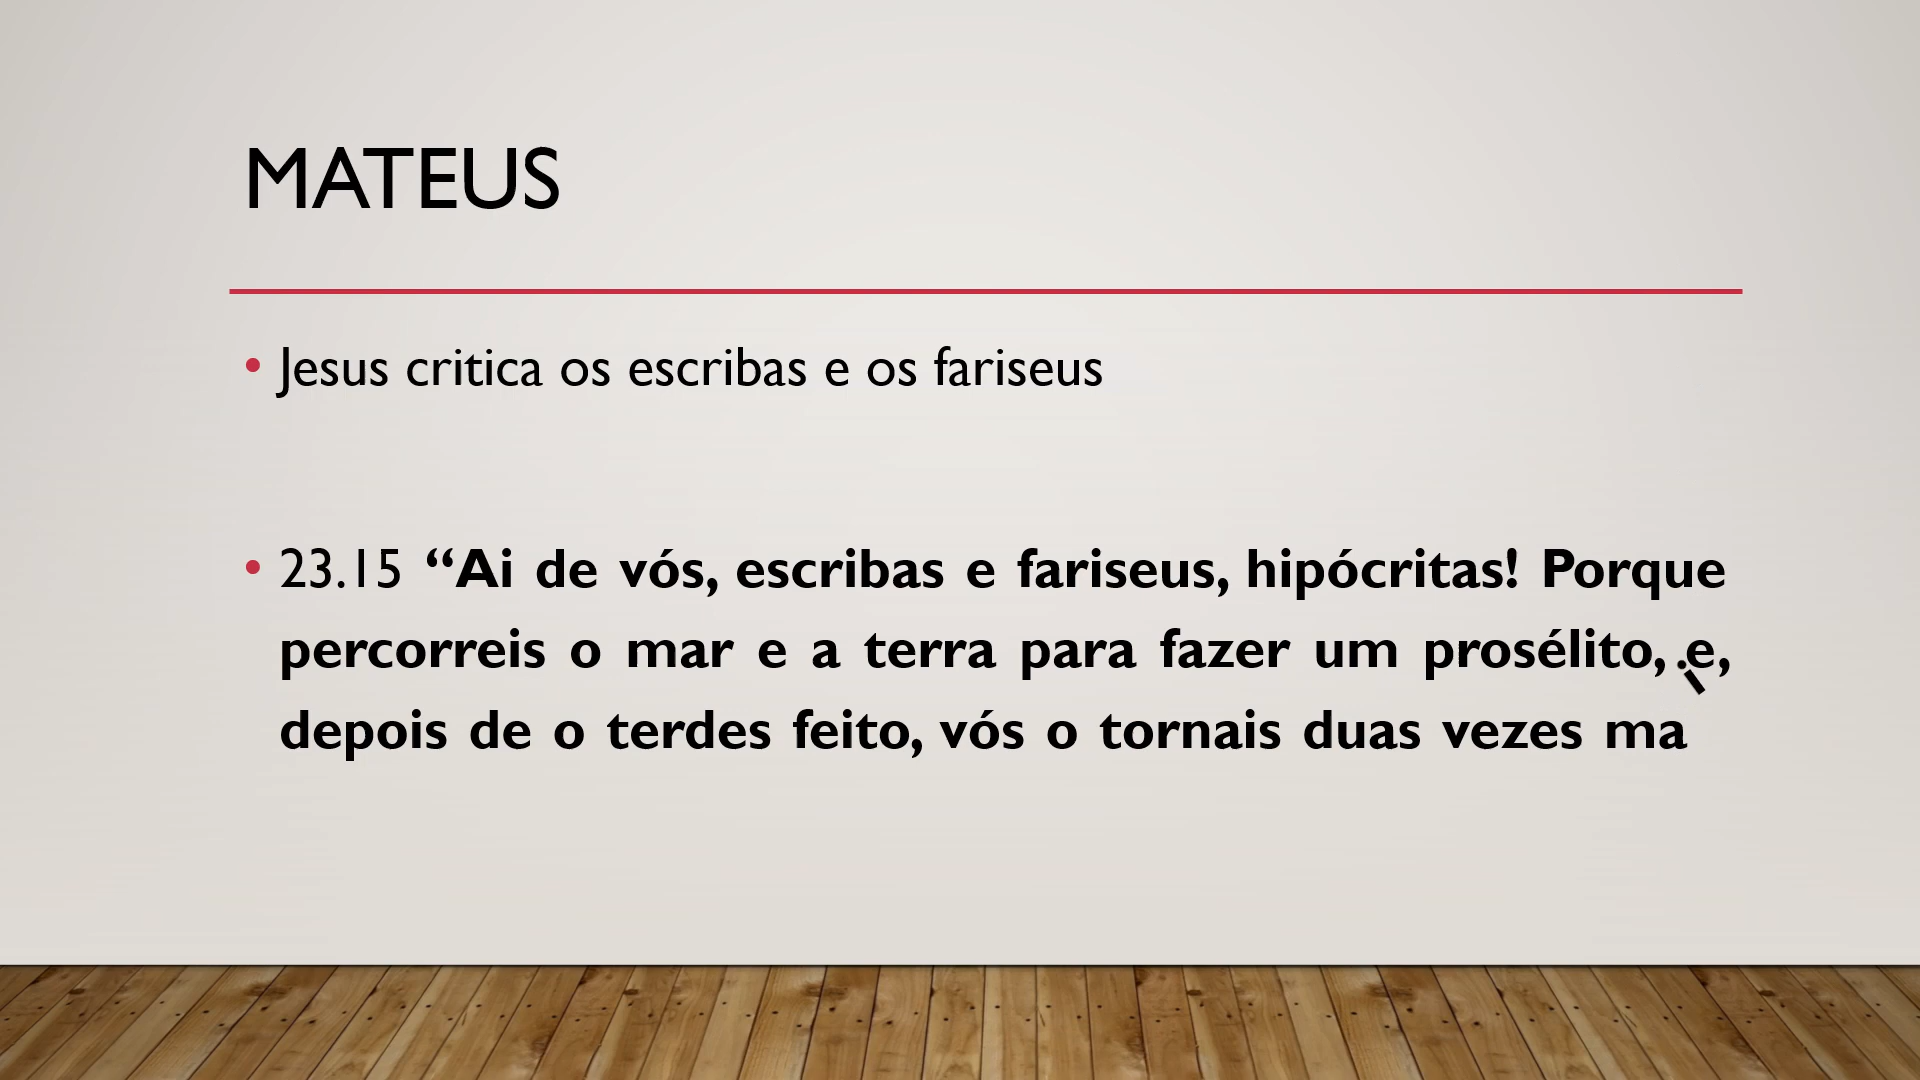 MATEUS
• Jesus critica os escribas e os fariseus
• 23.15 “Ai de vós, escribas e fariseus, hipócritas! Porque
percorreis o mar e a terra para fazer um prosélito, e,
depois de o terdes feito, vós o tornais duas vezes ma
i